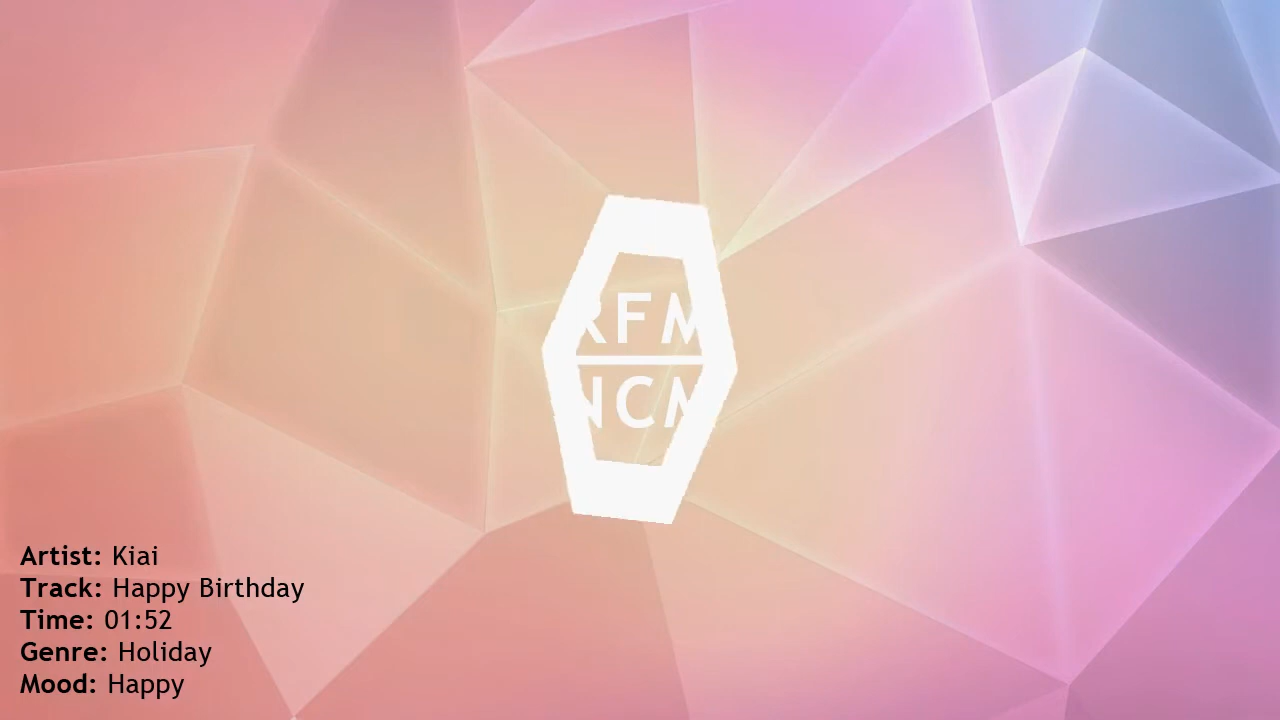 RFM
NCM
Artist: Kiai
Track: Happy Birthday
Time: 01:52
Genre: Holiday
Mood: Happy